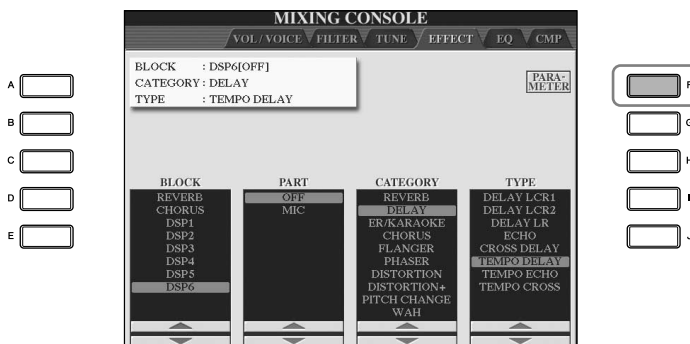 MIXING CONSOLE
VOL/VOICE FILTER TUNE EFFECT EQ CMP
BLOCK : DSP6[OFF]
CATEGORY : DELAY
TYPE : TEMPO DELAY
PARA-
METER
A
B
C
D
E
F
G
H
BLOCK
REVERB
CHORUS
DSP1
DSP2
DSP3
DSP4
DSP5
DSP6
PART
OFF
MIC
CATEGORY
REVERB
DELAY
ER/KARAOKE
CHORUS
FLANGER
PHASER
DISTORTION
DISTORTION+
PITCH CHANGE
WAH
TYPE
DELAY LCR1
DELAY LCR2
DELAY LR
ECHO
CROSS DELAY
TEMPO DELAY
TEMPO ECHO
TEMPO CROSS